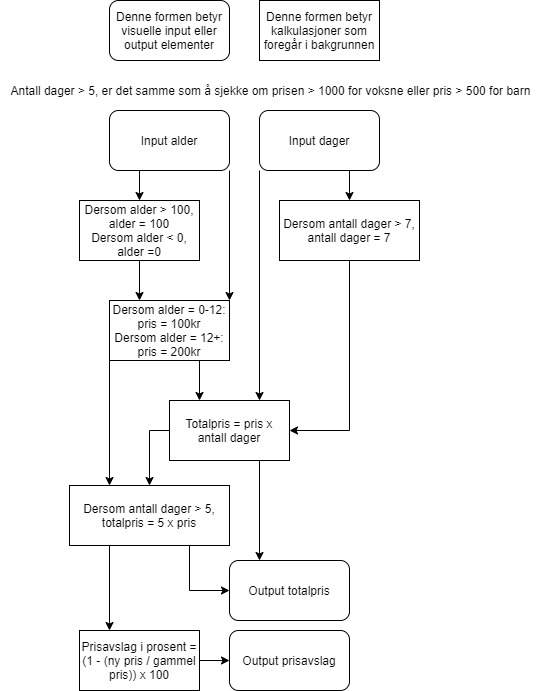 Denne formen betyr
visuelle input eller
output elementer
Denne formen betyr
kalkulasjoner som
foregår i bakgrunnen
Antall dager > 5, er det samme som å sjekke om prisen > 1000 for voksne eller pris > 500 for barn
Input alder
Input dager
Dersom alder > 100,
alder = 100
Dersom alder < 0,
alder =0
Dersom antall dager > 7,
antall dager = 7
Dersom alder = 0-12:
pris = 100kr
Dersom alder = 12+:
pris = 200kr
Totalpris = pris x
antall dager
Dersom antall dager > 5,
totalpris = 5 x pris
Output totalpris
Prisavslag i prosent =
(1 - (ny pris / gammel
pris)) x 100
Output prisavslag